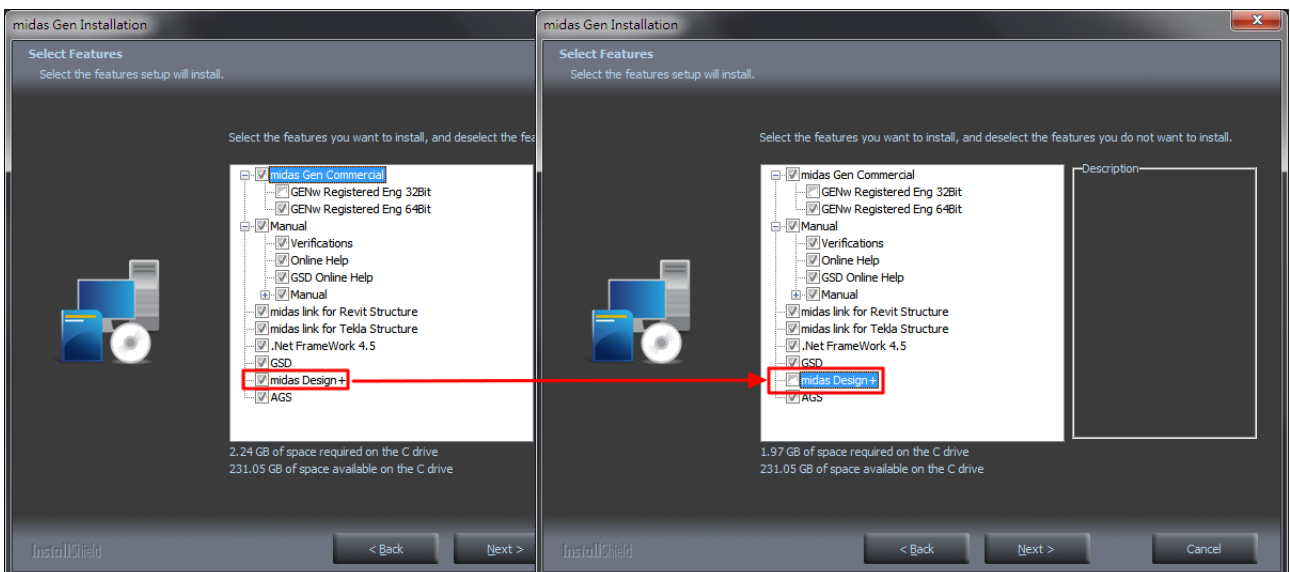 midas Gen Installation
Select Features
Select the features setup will install.
Select the features you want to install, and deselect the fea
midas Gen Commercial
GENw Registered Eng 32Bit
GENw Registered Eng 64Bit
Manual
Verifications
Online Help
GSD Online Help
Manual
midas link for Revit Structure
midas link for Tekla Structure
.Net FrameWork 4.5
GSD
midas Design+
AGS
2.24 GB of space required on the C drive
231.05 GB of space available on the C drive
InstallShield
< Back
Next >
midas Gen Installation
Select Features
Select the features setup will install.
Select the features you want to install, and deselect the features you do not want to install.
midas Gen Commercial
GENw Registered Eng 32Bit
GENw Registered Eng 64Bit
Manual
Verifications
Online Help
GSD Online Help
Manual
midas link for Revit Structure
midas link for Tekla Structure
.Net FrameWork 4.5
GSD
midas Design+
AGS
Description
1.97 GB of space required on the C drive
231.05 GB of space available on the C drive
InstallShield
< Back
Next >
Cancel